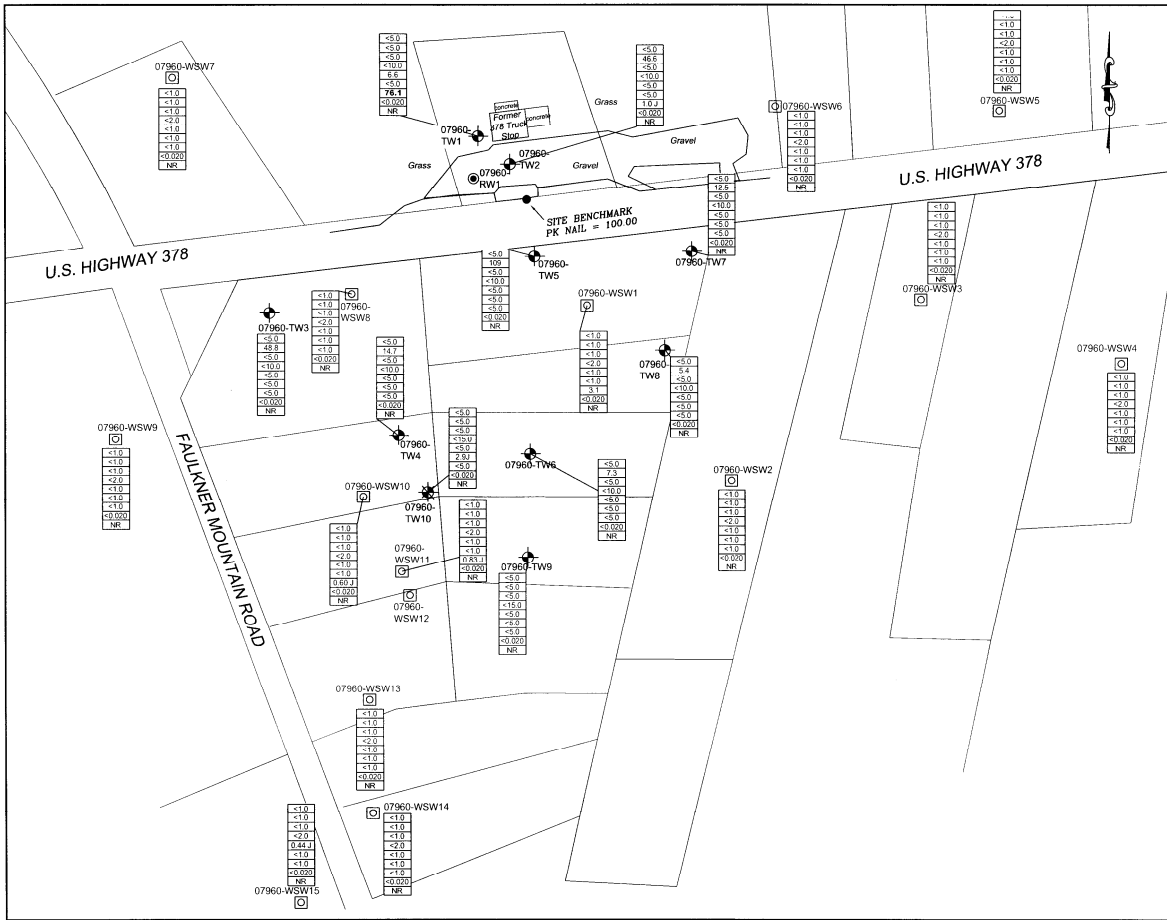 07960-WSW7
<1.0
<1.0
<1.0
<2.0
<1.0
<1.0
<1.0
<0.020
NR
<5.0
<5.0
<5.0
<10.0
6.6
<5.0
76.1
<0.020
NR
07960-
TW1
concrete
Former
378 Truck
Stop
concrete
Grass
<5.0
46.6
<5.0
<10.0
<5.0
<5.0
1.0 J
<0.020
NR
Grass
07960-
TW2
Gravel
Gravel
07960-
RW1
SITE BENCHMARK
PK NAIL = 100.00
07960-WSW6
<1.0
<1.0
<1.0
<2.0
<1.0
<1.0
<1.0
<0.020
NR
<1.0
<1.0
<2.0
<1.0
<1.0
<1.0
<0.020
NR
07960-WSW5
U.S. HIGHWAY 378
U.S. HIGHWAY 378
<5.0
12.6
<5.0
<10.0
<5.0
<5.0
<5.0
<0.020
NR
07960-TW7
<5.0
109
<5.0
<10.0
<5.0
<5.0
<5.0
<0.020
NR
07960-
TW5
<1.0
<1.0
<1.0
<2.0
<1.0
<1.0
<1.0
<0.020
NR
07960-WSW3
07960-TW3
<5.0
48.8
<5.0
<10.0
<5.0
<5.0
<5.0
<0.020
NR
<1.0
<1.0
<1.0
<2.0
<1.0
<1.0
<1.0
<0.020
NR
07960-
WSW8
07960-WSW1
<1.0
<1.0
<1.0
<2.0
<1.0
<1.0
3.1
<0.020
NR
07960-
TW8
<5.0
5.4
<5.0
<10.0
<5.0
<5.0
<5.0
<0.020
NR
07960-WSW4
<1.0
<1.0
<1.0
<2.0
<1.0
<1.0
<1.0
<0.020
NR
<5.0
14.7
<5.0
<10.0
<5.0
<5.0
<5.0
<0.020
NR
07960-
TW4
07960-WSW9
<1.0
<1.0
<1.0
<2.0
<1.0
<1.0
<1.0
<0.020
NR
FAULKNER MOUNTAIN ROAD
<5.0
<5.0
<5.0
<15.0
<5.0
2.9J
<5.0
<0.020
NR
07960-
TW10
07960-TW6
<5.0
7.3
<5.0
<10.0
<5.0
<5.0
<0.020
NR
07960-WSW2
<1.0
<1.0
<1.0
<2.0
<1.0
<1.0
<1.0
<0.020
NR
07960-WSW10
<1.0
<1.0
<1.0
<2.0
<1.0
<1.0
0.60 J
<0.020
NR
07960-
WSW11
<1.0
<1.0
<1.0
<2.0
<1.0
<1.0
0.83 J
<0.020
NR
07960-
WSW12
07960-TW9
<5.0
<5.0
<5.0
<15.0
<5.0
<5.0
<5.0
<0.020
NR
07960-WSW13
<1.0
<1.0
<1.0
<2.0
<1.0
<1.0
<1.0
<0.020
NR
<1.0
<1.0
<1.0
<2.0
0.44 J
<1.0
<1.0
<0.020
NR
07960-WSW15
07960-WSW14
<1.0
<1.0
<1.0
<2.0
<1.0
<1.0
<1.0
<0.020
NR